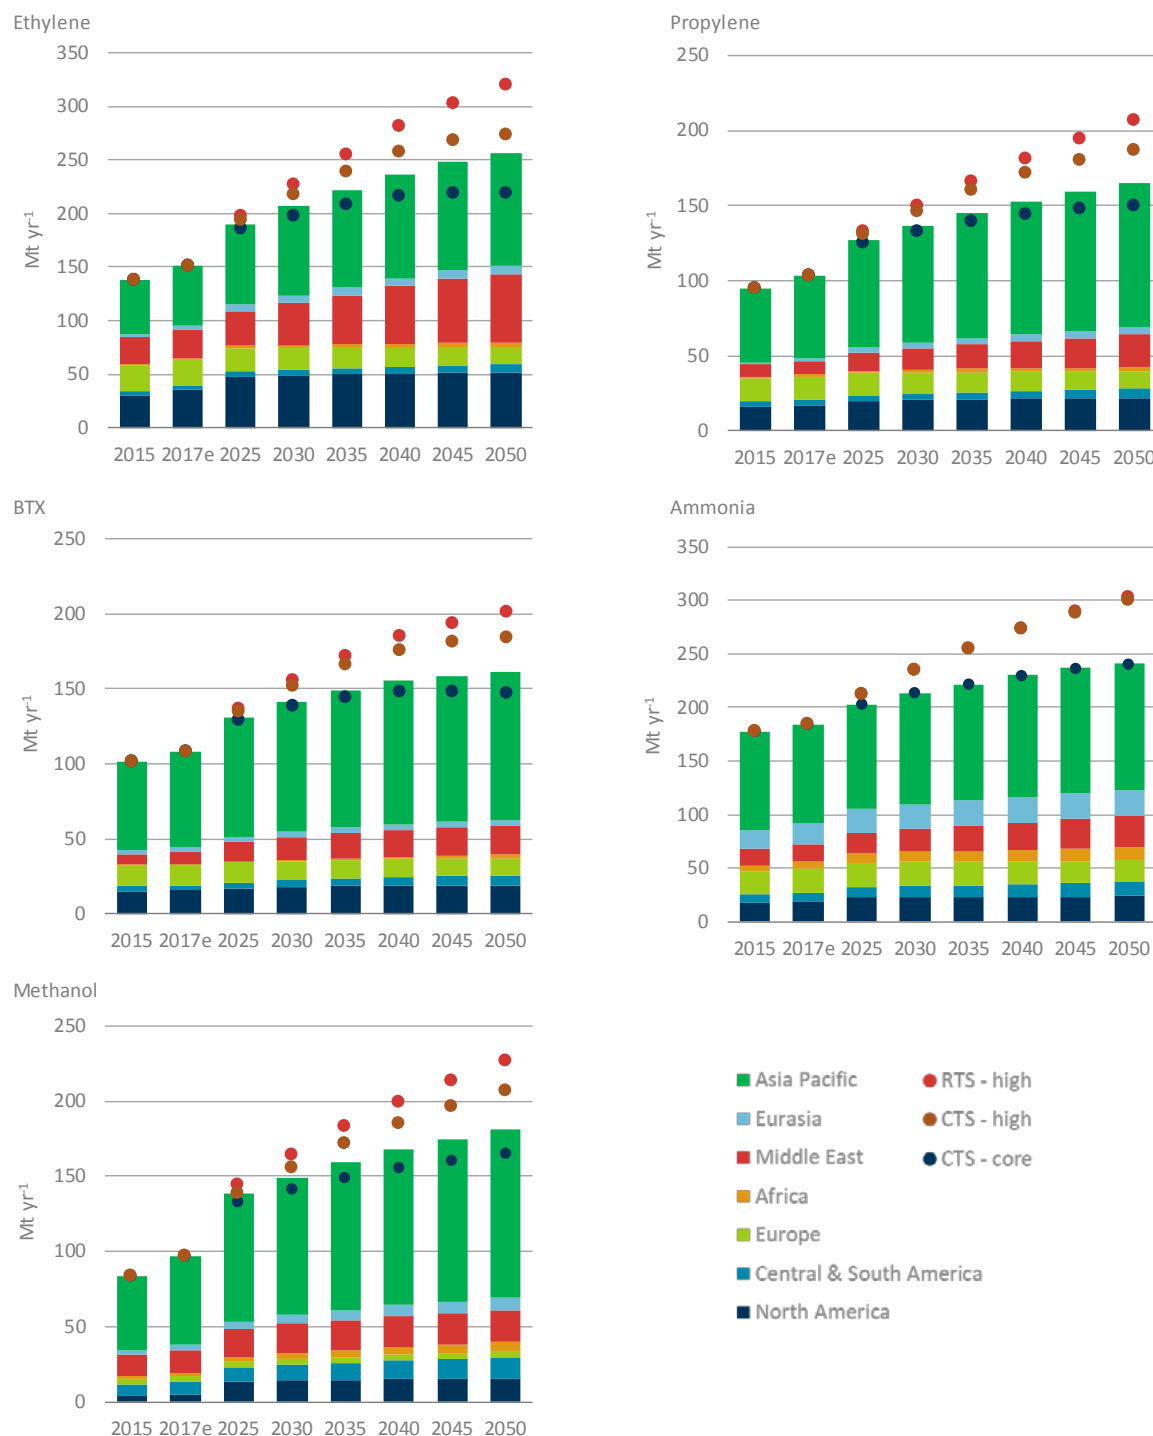 Ethylene
350
300
250
200
150
100
50
0
Mt yr-1
2015 2017e 2025 2030 2035 2040 2045 2050
Propylene
250
200
150
100
50
0
Mt yr-1
2015 2017e 2025 2030 2035 2040 2045 2050
BTX
250
200
150
100
50
0
Mt yr-1
2015 2017e 2025 2030 2035 2040 2045 2050
Ammonia
350
300
250
200
150
100
50
0
Mt yr-1
2015 2017e 2025 2030 2035 2040 2045 2050
Methanol
250
200
150
100
50
0
Mt yr-1
2015 2017e 2025 2030 2035 2040 2045 2050
Asia Pacific
Eurasia
Middle East
Africa
Europe
Central & South America
North America
RTS - high
CTS - high
CTS - core